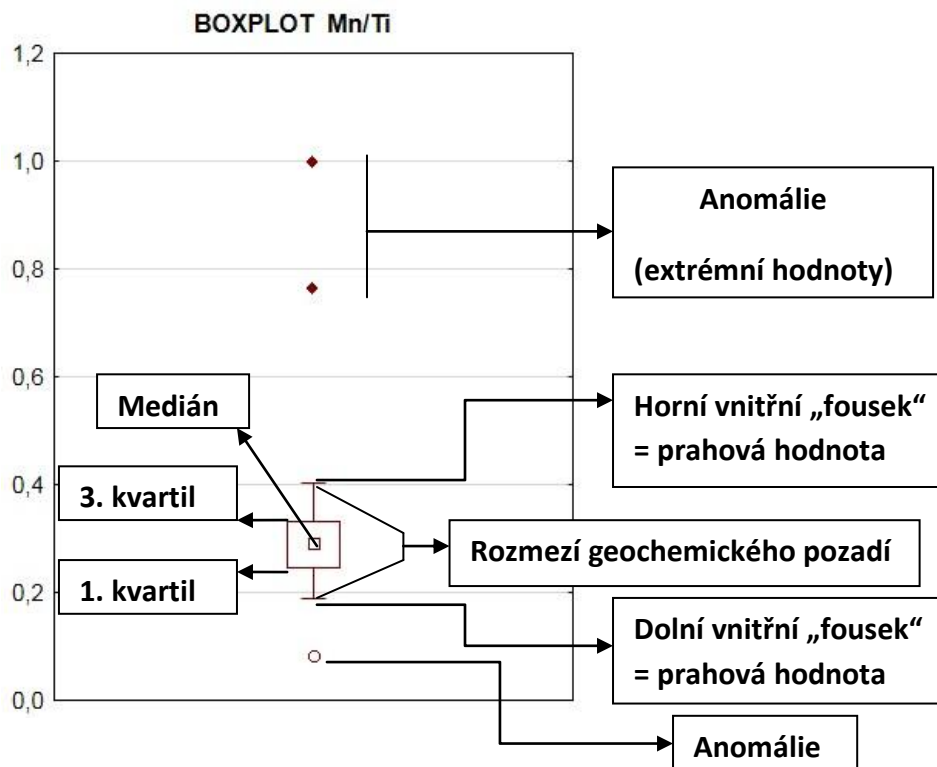 BOXPLOT Mn/Ti
1,2
1,0
0,8
0,6
0,4
0,2
0,0
Anomálie
(extrémní hodnoty)
Medián
Horní vnitřní „fousek“
= prahová hodnota
3. kvartil
Rozmezí geochemického pozadí
1. kvartil
Dolní vnitřní „fousek“
= prahová hodnota
Anomálie